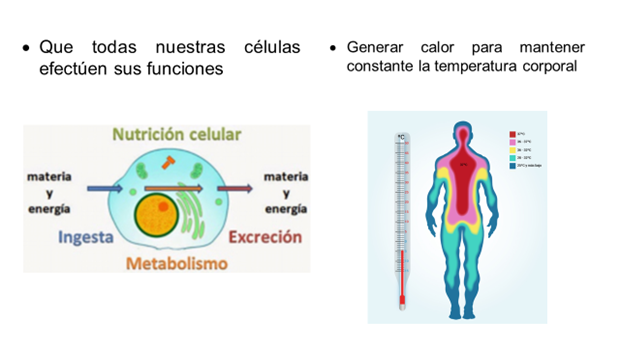 • Que todas nuestras células
efectúen sus funciones
• Generar calor para mantener
constante la temperatura corporal
Nutrición celular
materia
y
energía
Ingesta
Metabolismo
materia
y
energía
Excreción
°C